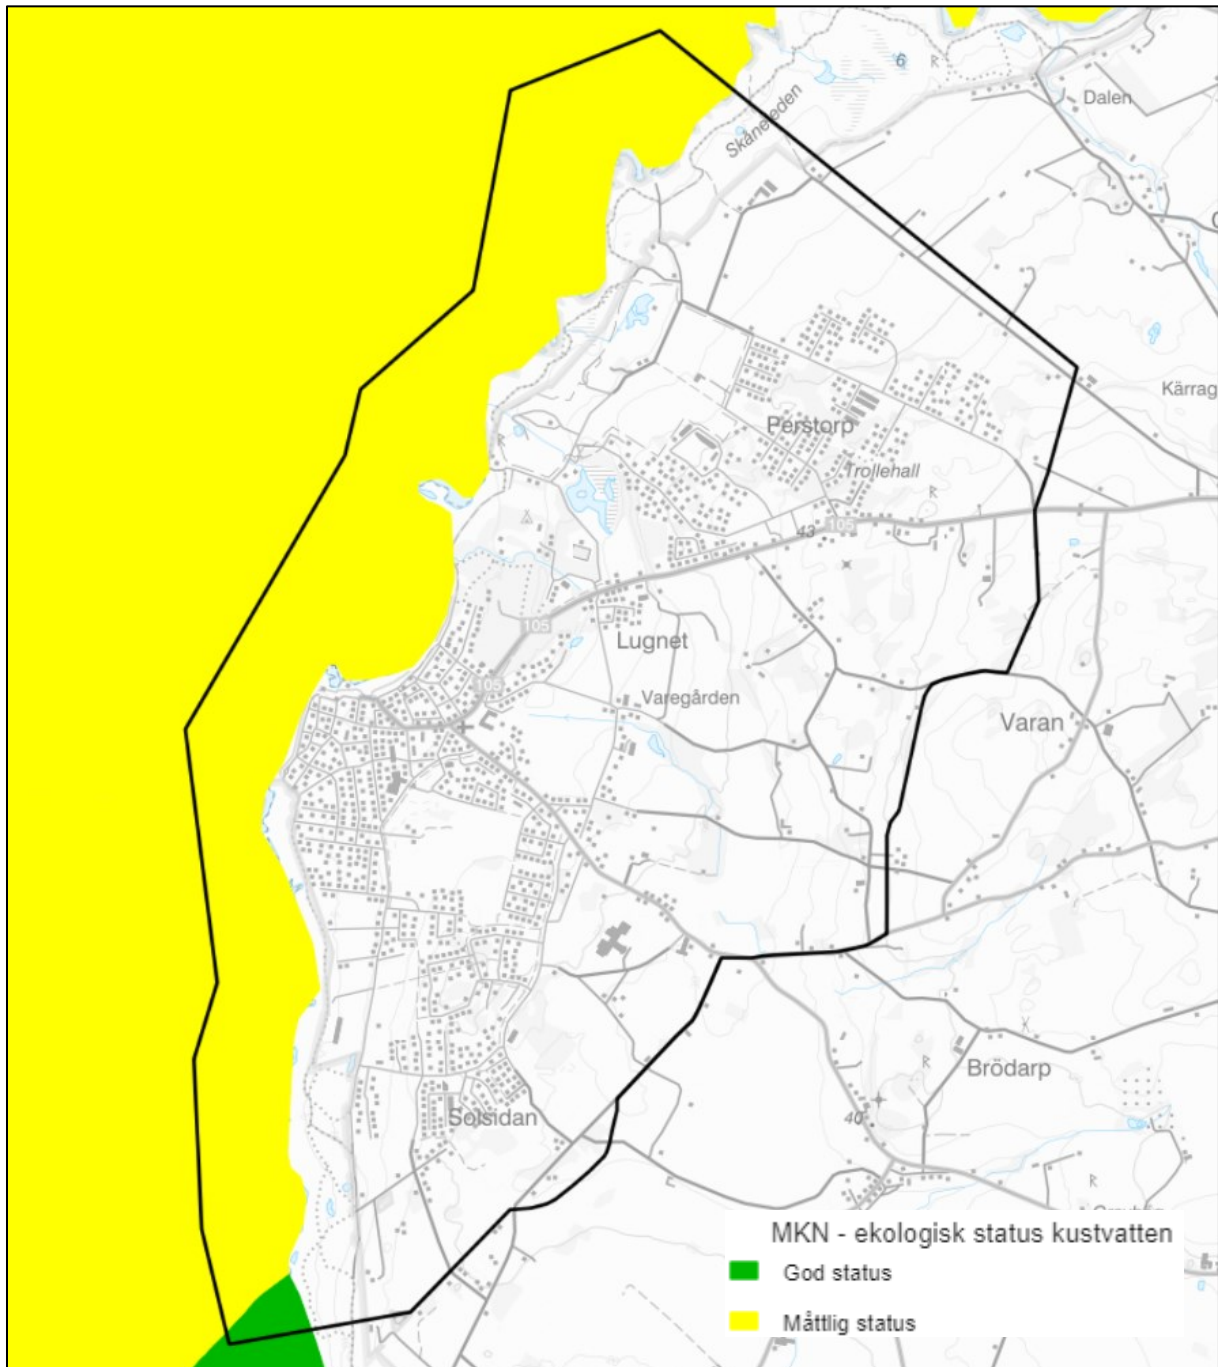 6
Dalen
Skåneleden
Kärrag
Perstorp
Trollehall
R
43
105
105
Lugnet
105
Varegården
Varan
Brödarp
R
40
Solsidan
R
MKN - ekologisk status kustvatten
God status
Måttlig status